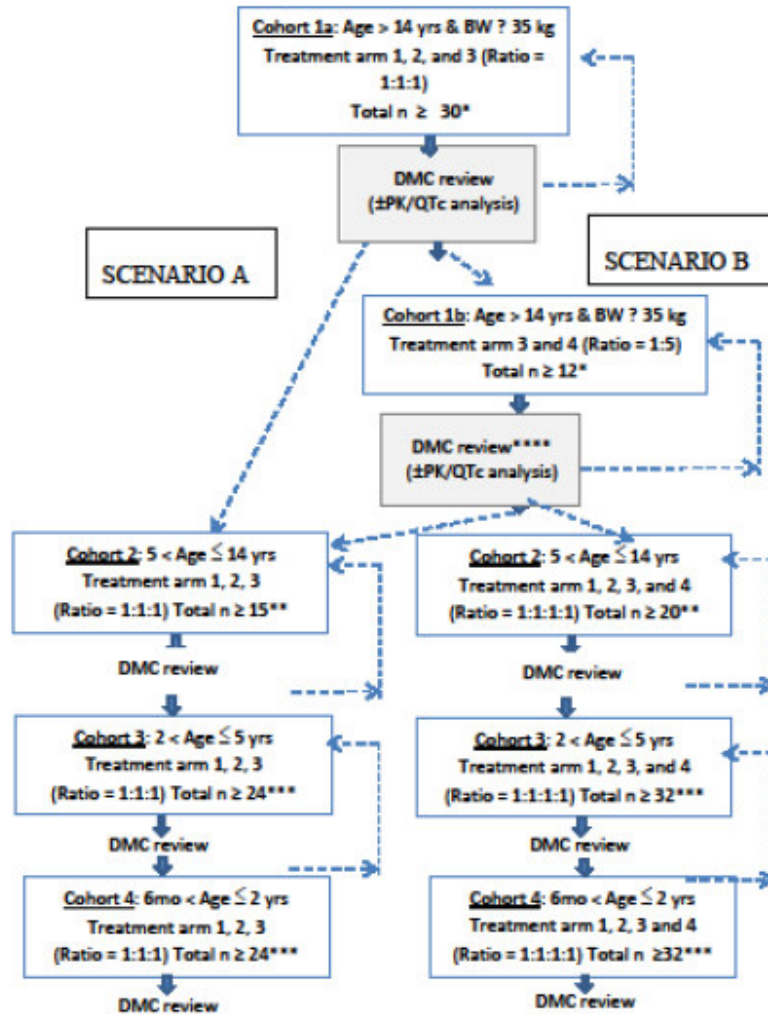 Cohort 1a: Age > 14 yrs & BW ? 35 kg
Treatment arm 1, 2, and 3 (Ratio =
1:1:1)
Total n ≥ 30*
DMC review
(±PK/QTc analysis)
SCENARIO A
SCENARIO B
Cohort 1b: Age > 14 yrs & BW ? 35 kg
Treatment arm 3 and 4 (Ratio = 1:5)
Total n ≥ 12*
DMC review****
(±PK/QTc analysis)
Cohort 2: 5 < Age ≤ 14 yrs
Treatment arm 1, 2, 3
(Ratio = 1:1:1) Total n ≥ 15**
DMC review
Cohort 3: 2 < Age ≤ 5 yrs
Treatment arm 1, 2, 3
(Ratio = 1:1:1) Total n ≥ 24***
DMC review
Cohort 4: 6mo < Age ≤ 2 yrs
Treatment arm 1, 2, 3
(Ratio = 1:1:1) Total n ≥ 24***
DMC review
Cohort 2: 5 < Age ≤ 14 yrs
Treatment arm 1, 2, 3, and 4
(Ratio = 1:1:1:1) Total n ≥ 20**
DMC review
Cohort 3: 2 < Age ≤ 5 yrs
Treatment arm 1, 2, 3, and 4
(Ratio = 1:1:1:1) Total n ≥ 32***
DMC review
Cohort 4: 6mo < Age ≤ 2 yrs
Treatment arm 1, 2, 3 and 4
(Ratio = 1:1:1:1) Total n ≥32***
DMC review